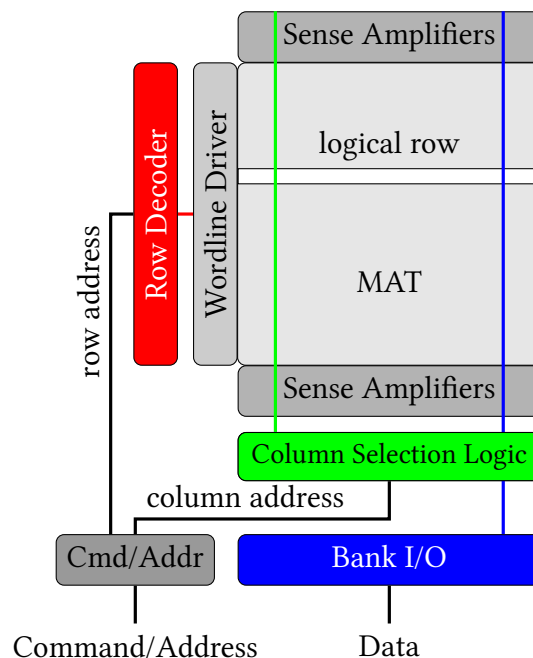 Sense Amplifiers
logical row
Row Decoder
Wordline Driver
row address
MAT
Sense Amplifiers
Column Selection Logic
column address
Cmd/Addr
Bank I/O
Command/Address
Data